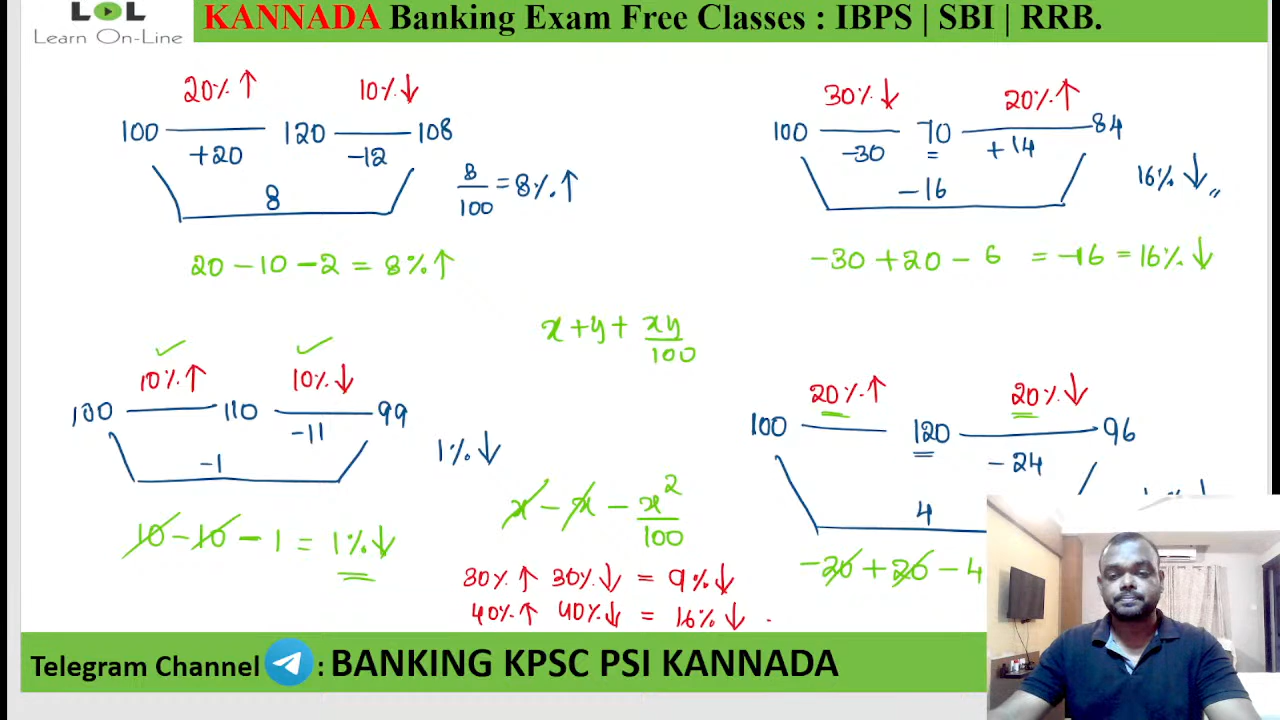 LOL
Learn On-Line
KANNADA Banking Exam Free Classes : IBPS | SBI | RRB.
20%↑ 10%↓
100 120 108
+20 -12
8
8/100 = 8%↑
20 - 10 - 2 = 8%↑
30%↓ 20%↑
100 70 84
-30 +14
-16
16%↓
-30 + 20 - 6 = -16 = 16%↓
x + y + xy/100
10%↑ 10%↓
100 110 99
-11
-1
1%↓
10 - 10 - 1 = 1%↓
x - x - x²/100
20%↑ 20%↓
100 120 96
-24
4
-20 + 20 - 4
30%↑ 30%↓ = 9%↓
40%↑ 40%↓ = 16%↓
Telegram Channel : BANKING KPSC PSI KANNADA